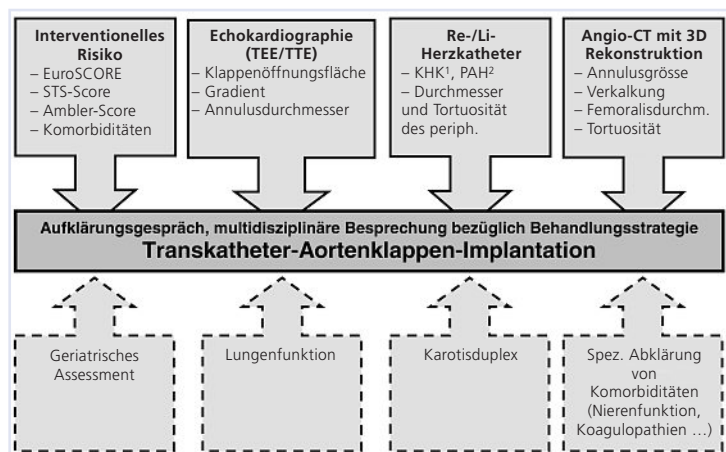 Interventionelles
Risiko
– EuroSCORE
– STS-Score
– Ambler-Score
– Komorbiditäten
Echokardiographie
(TEE/TTE)
– Klappenöffnungsfläche
– Gradient
– Annulusdurchmesser
Re-/Li-
Herzkatheter
– KHK¹, PAH²
– Durchmesser
und Tortuosität
des periph.
Angio-CT mit 3D
Rekonstruktion
– Annulusgrösse
– Verkalkung
– Femoralisdurchm.
– Tortuosität
Aufklärungsgespräch, multidisziplinäre Besprechung bezüglich Behandlungsstrategie
Transkatheter-Aortenklappen-Implantation
Geriatrisches
Assessment
Lungenfunktion
Karotisduplex
Spez. Abklärung
von
Komorbiditäten
(Nierenfunktion,
Koagulopathien ...)